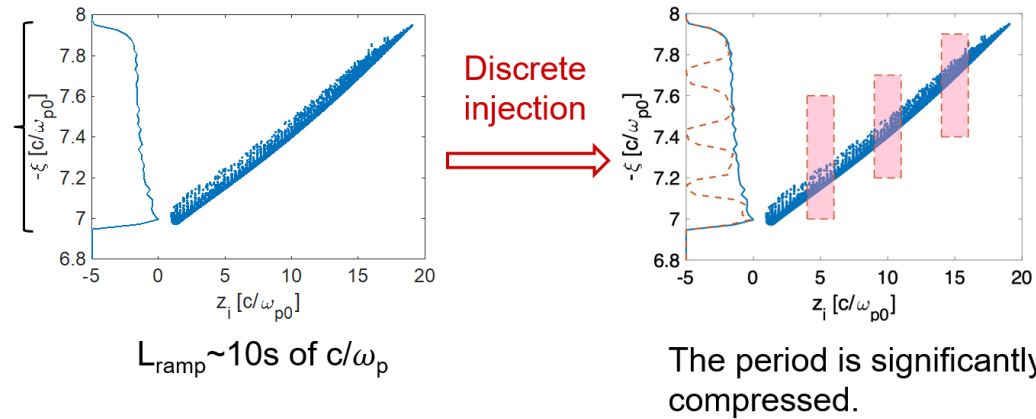 8
7.8
7.6
7.4
7.2
7
6.8
-ξ [c/ω_p0]
-5
0
5
10
15
20
z_i [c/ω_p0]
L_ramp~10s of c/ω_p
Discrete
injection
8
7.8
7.6
7.4
7.2
7
6.8
-ξ [c/ω_p0]
-5
0
5
10
15
20
z_i [c/ω_p0]
The period is significantly
compressed.